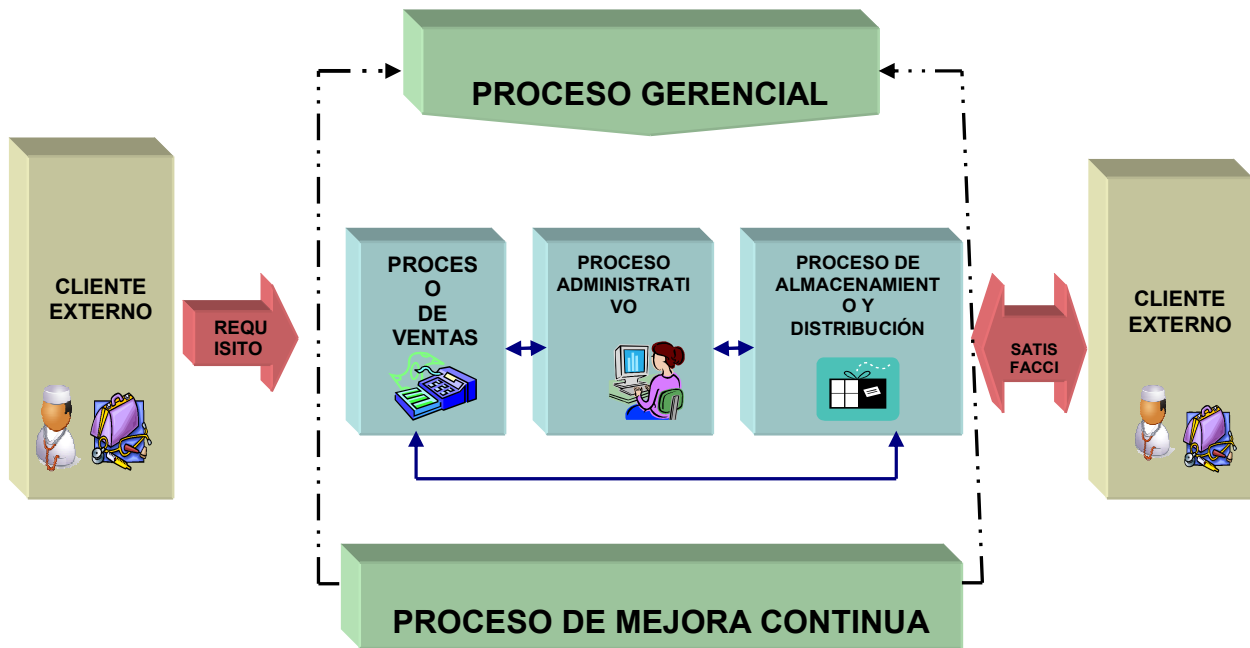 PROCESO GERENCIAL
CLIENTE
EXTERNO
REQU
ISITO
PROCES
O
DE
VENTAS
PROCESO
ADMINISTRATI
VO
PROCESO DE
ALMACENAMIENT
O Y
DISTRIBUCIÓN
SATIS
FACCI
CLIENTE
EXTERNO
PROCESO DE MEJORA CONTINUA